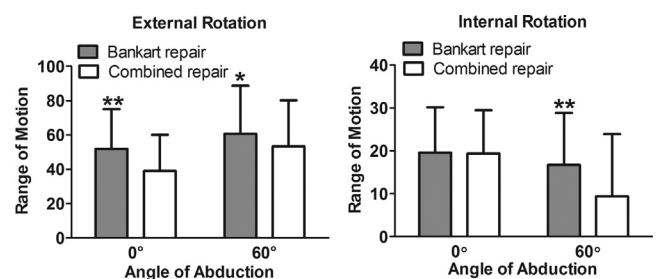 External Rotation
Bankart repair
Combined repair
Range of Motion
100
80
60
40
20
0
**
*
0°
60°
Angle of Abduction
Internal Rotation
Bankart repair
Combined repair
Range of Motion
40
30
20
10
0
**
0°
60°
Angle of Abduction